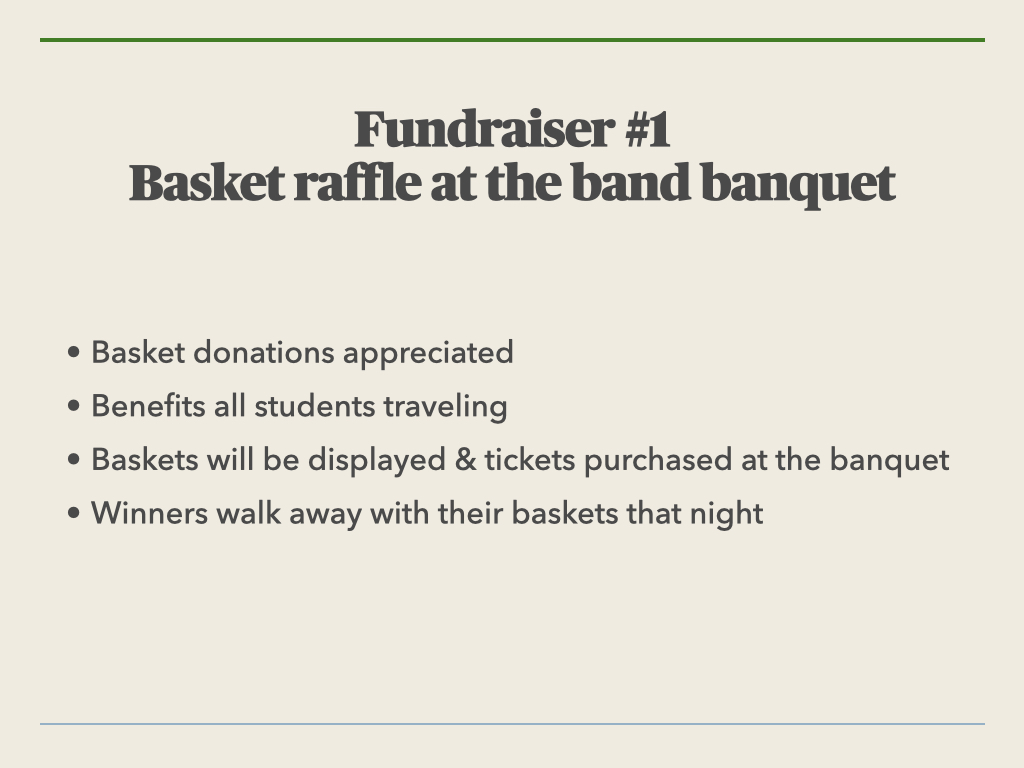 Fundraiser #1
Basket raffle at the band banquet
• Basket donations appreciated
• Benefits all students traveling
• Baskets will be displayed & tickets purchased at the banquet
• Winners walk away with their baskets that night